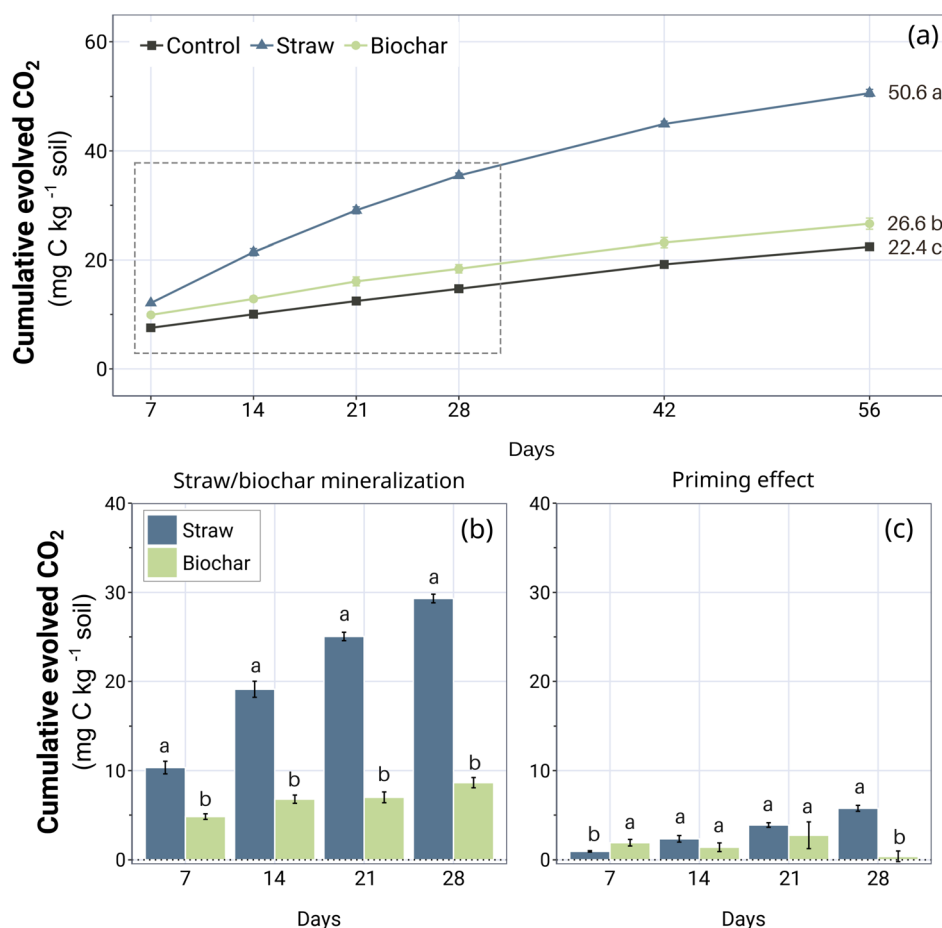 Control Straw Biochar
(a)
Cumulative evolved CO2
(mg C kg -1 soil)
60
40
20
0
50.6 a
26.6 b
22.4 c
7 14 21 28 42 56
Days
Straw/biochar mineralization
(b)
Straw
Biochar
Cumulative evolved CO2
(mg C kg -1 soil)
40
30
20
10
0
a b a b a b a b
7 14 21 28
Days
Priming effect
(c)
40
30
20
10
0
b a a a a a a b
7 14 21 28
Days